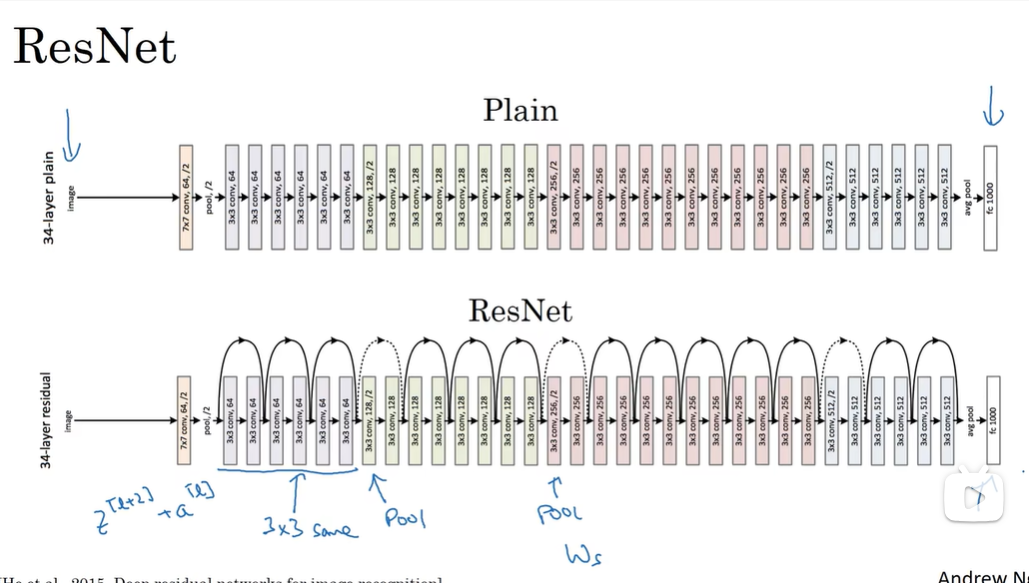 ResNet
Plain
34-layer plain
image
7x7 conv, 64, /2
pool, /2
3x3 conv, 64
3x3 conv, 64
3x3 conv, 64
3x3 conv, 64
3x3 conv, 64
3x3 conv, 64
3x3 conv, 128, /2
3x3 conv, 128
3x3 conv, 128
3x3 conv, 128
3x3 conv, 128
3x3 conv, 128
3x3 conv, 128
3x3 conv, 128
3x3 conv, 256, /2
3x3 conv, 256
3x3 conv, 256
3x3 conv, 256
3x3 conv, 256
3x3 conv, 256
3x3 conv, 256
3x3 conv, 256
3x3 conv, 256
3x3 conv, 256
3x3 conv, 256
3x3 conv, 256
3x3 conv, 512, /2
3x3 conv, 512
3x3 conv, 512
3x3 conv, 512
3x3 conv, 512
3x3 conv, 512
avg pool
fc 1000
ResNet
34-layer residual
image
7x7 conv, 64, /2
pool, /2
3x3 conv, 64
3x3 conv, 64
3x3 conv, 64
3x3 conv, 64
3x3 conv, 64
3x3 conv, 64
3x3 conv, 128, /2
3x3 conv, 128
3x3 conv, 128
3x3 conv, 128
3x3 conv, 128
3x3 conv, 128
3x3 conv, 128
3x3 conv, 128
3x3 conv, 256, /2
3x3 conv, 256
3x3 conv, 256
3x3 conv, 256
3x3 conv, 256
3x3 conv, 256
3x3 conv, 256
3x3 conv, 256
3x3 conv, 256
3x3 conv, 256
3x3 conv, 256
3x3 conv, 256
3x3 conv, 512, /2
3x3 conv, 512
3x3 conv, 512
3x3 conv, 512
3x3 conv, 512
3x3 conv, 512
avg pool
fc 1000
z^[l+2] + a^[l]
3x3 same
Pool
Pool
Ws
[He et al., 2015. Deep residual networks for image recognition]
Andrew N